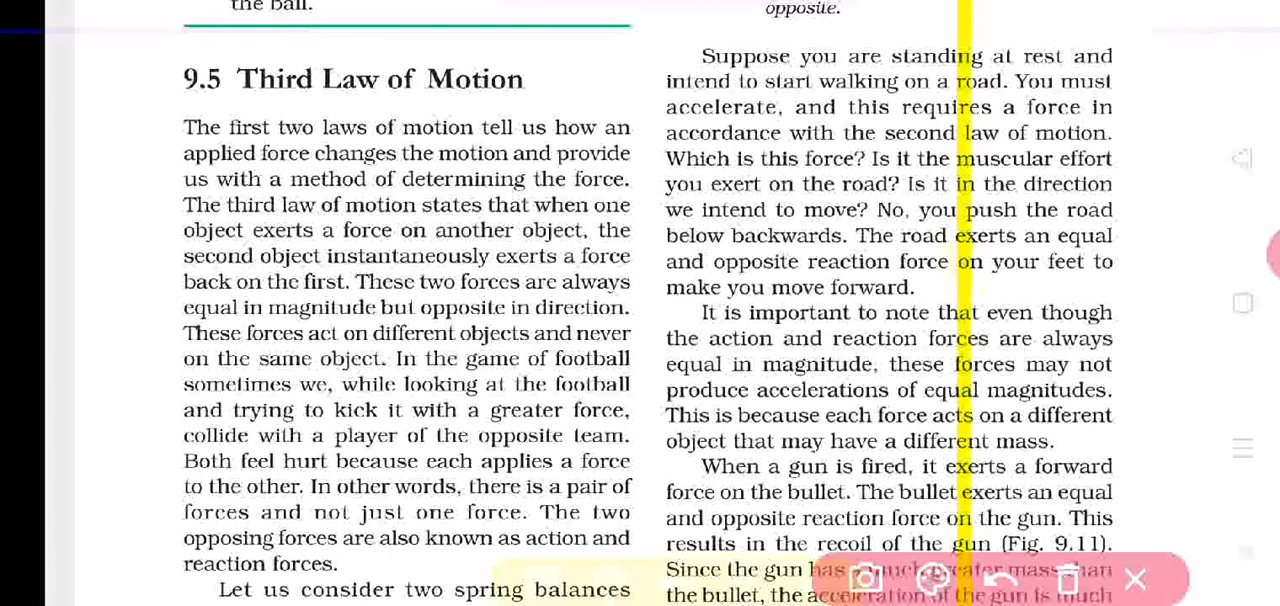 the ball.
9.5 Third Law of Motion
The first two laws of motion tell us how an
applied force changes the motion and provide
us with a method of determining the force.
The third law of motion states that when one
object exerts a force on another object, the
second object instantaneously exerts a force
back on the first. These two forces are always
equal in magnitude but opposite in direction.
These forces act on different objects and never
on the same object. In the game of football
sometimes we, while looking at the football
and trying to kick it with a greater force,
collide with a player of the opposite team.
Both feel hurt because each applies a force
to the other. In other words, there is a pair of
forces and not just one force. The two
opposing forces are also known as action and
reaction forces.
Let us consider two spring balances
opposite.
Suppose you are standing at rest and
intend to start walking on a road. You must
accelerate, and this requires a force in
accordance with the second law of motion.
Which is this force? Is it the muscular effort
you exert on the road? Is it in the direction
we intend to move? No, you push the road
below backwards. The road exerts an equal
and opposite reaction force on your feet to
make you move forward.
It is important to note that even though
the action and reaction forces are always
equal in magnitude, these forces may not
produce accelerations of equal magnitudes.
This is because each force acts on a different
object that may have a different mass.
When a gun is fired, it exerts a forward
force on the bullet. The bullet exerts an equal
and opposite reaction force on the gun. This
results in the recoil of the gun (Fig. 9.11).
Since the gun has a much greater mass than
the bullet, the acceleration of the gun is much